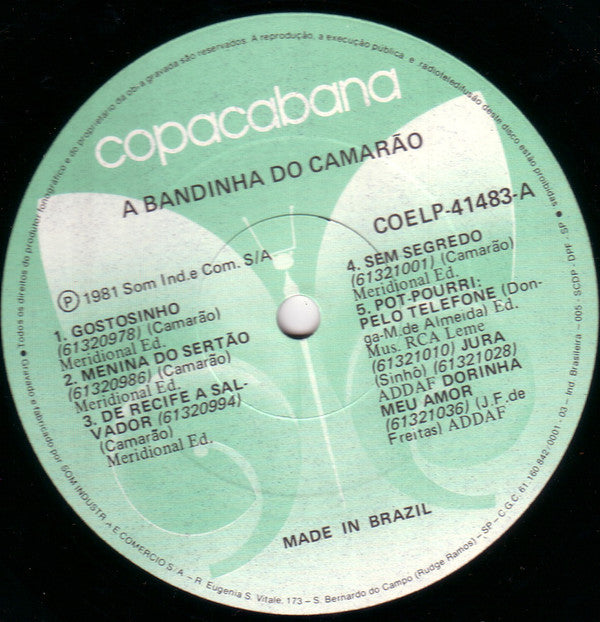 copacabana
A BANDINHA DO CAMARÃO
COELP-41483-A
℗ 1981 Som Ind.e Com. S/A
1. GOSTOSINHO
(61320978) (Camarão)
Meridional Ed.
2. MENINA DO SERTÃO
(61320986) (Camarão)
Meridional Ed.
3. DE RECIFE A SAL-
VADOR (61320994)
(Camarão)
Meridional Ed.
4. SEM SEGREDO
(61321001) (Camarão)
Meridional Ed.
5. POT-POURRI:
PELO TELEFONE (Don-
ga-M. de Almeida) Ed.
Mus. RCA Leme
(61321010) JURA
(Sinhô) (61321028)
ADDAF DORINHA
MEU AMOR
(61321036) (J.F. de
Freitas) ADDAF
MADE IN BRAZIL
● Todos os direitos do produtor fonográfico e do proprietário da obra gravada são reservados. A reprodução, a execução pública e radioteledifusão deste disco estão proibidas ●
Gravado e fabricado por SOM INDUSTRIA E COMERCIO S/A – R. Eugenia S. Vitale, 173 – S. Bernardo do Campo (Rudge Ramos) – SP – C.G.C. 61.160.842/0001-03 – Ind. Brasileira – 005 - SCDP - DPF - SP